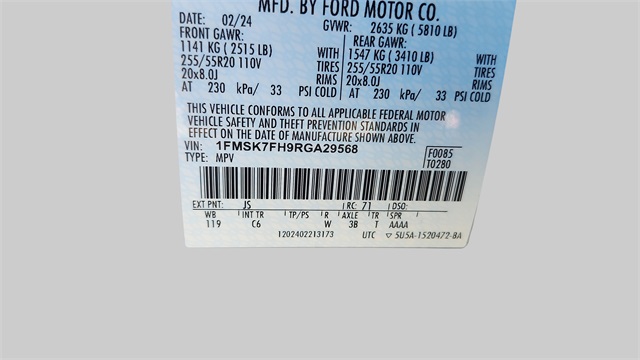 MFD. BY FORD MOTOR CO.
DATE: 02/24 GVWR: 2635 KG ( 5810 LB)
FRONT GAWR: REAR GAWR:
1141 KG ( 2515 LB) 1547 KG ( 3410 LB) WITH
255/55R20 110V TIRES 255/55R20 110V TIRES
20x8.0J RIMS 20x8.0J RIMS
AT 230 kPa/ 33 PSI COLD AT 230 kPa/ 33 PSI COLD
THIS VEHICLE CONFORMS TO ALL APPLICABLE FEDERAL MOTOR
VEHICLE SAFETY AND THEFT PREVENTION STANDARDS IN
EFFECT ON THE DATE OF MANUFACTURE SHOWN ABOVE.
VIN: 1FMSK7FH9RGA29568
TYPE: MPV
F0085
T0280
EXT PNT: JS RC: 71 DSO:
WB INT TR TP/PS R AXLE TR SPR
119 C6 W 3B T AAAA
1202402213173 UTC ▽ 5U5A-1520472-BA